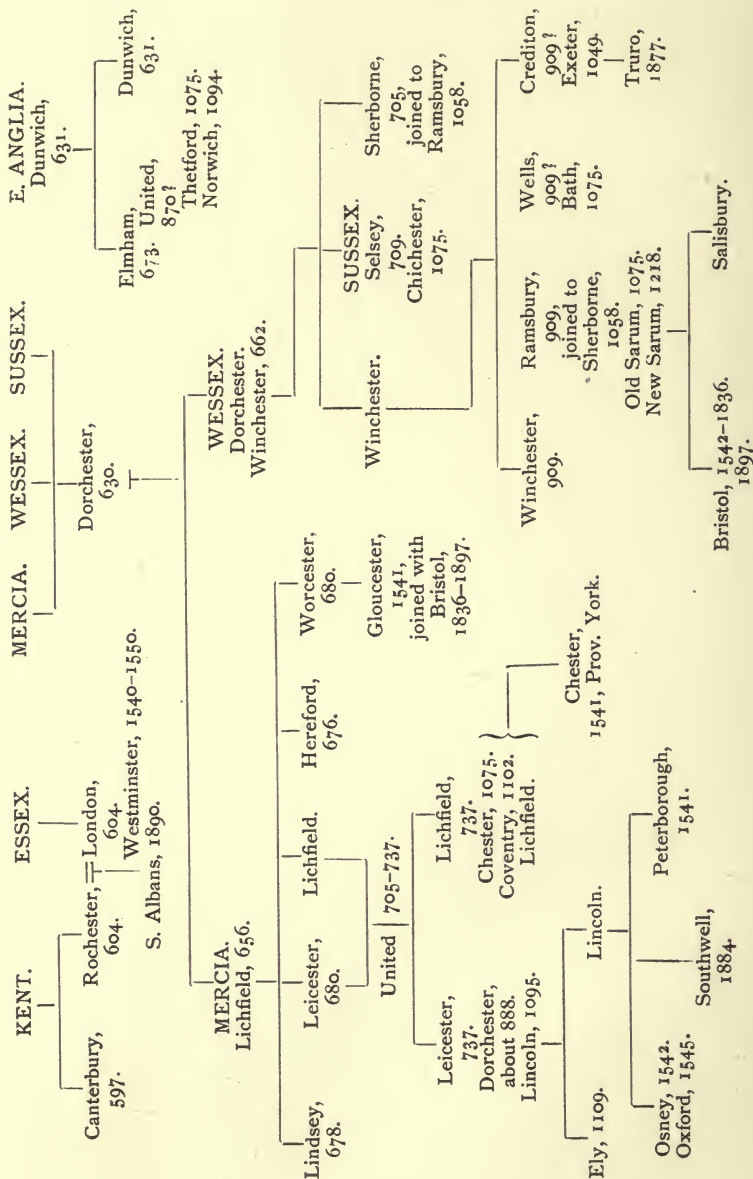 KENT.
Canterbury,
597.
Rochester,
604.
ESSEX.
London,
604.
Westminster, 1540–1550.
S. Albans, 1890.
MERCIA. WESSEX. SUSSEX.
Dorchester,
630.
E. ANGLIA.
Dunwich,
631.
Elmham,
673.
United,
870?
Thetford, 1075.
Norwich, 1094.
Dunwich,
631.
MERCIA.
Lichfield, 656.
Lindsey,
678.
Leicester,
680.
Lichfield.
Hereford,
676.
Worcester,
680.
Gloucester,
1541,
joined with
Bristol,
1836–1897.
United 705–737.
Leicester,
737.
Dorchester,
about 888.
Lincoln, 1095.
Lichfield,
737.
Chester, 1075.
Coventry, 1102.
Lichfield.
Chester,
1541, Prov. York.
Ely, 1109.
Lincoln.
Osney, 1542.
Oxford, 1545.
Southwell,
1884.
Peterborough,
1541.
WESSEX.
Dorchester.
Winchester, 662.
Winchester.
SUSSEX.
Selsey,
709.
Chichester,
1075.
Sherborne,
705,
joined to
Ramsbury,
1058.
Winchester,
909.
Ramsbury,
909,
joined to
Sherborne,
1058.
Old Sarum, 1075.
New Sarum, 1218.
Wells,
909?
Bath,
1075.
Crediton,
909?
Exeter,
1049.
Truro,
1877.
Bristol, 1542–1836.
1897.
Salisbury.